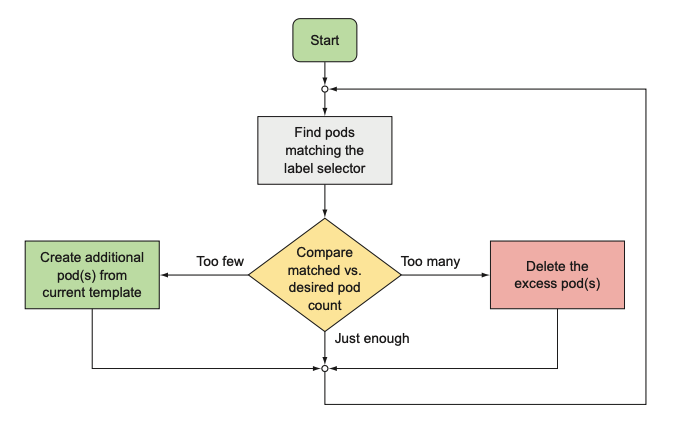 Start
Find pods
matching the
label selector
Compare
matched vs.
desired pod
count
Too few
Too many
Create additional
pod(s) from
current template
Delete the
excess pod(s)
Just enough